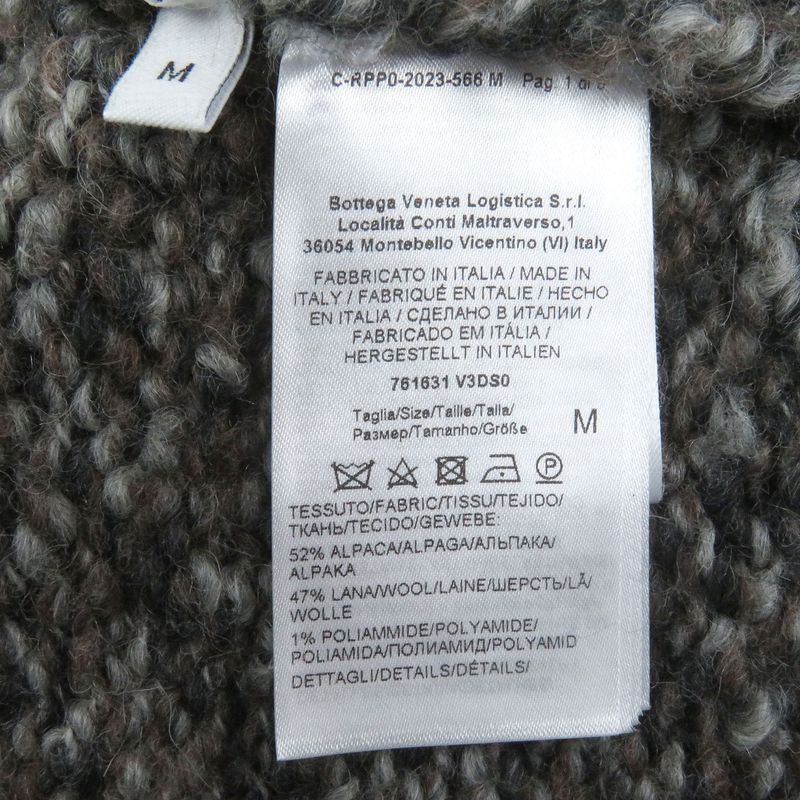 M
C-RPP0-2023-566 M Pag. 1 di
Bottega Veneta Logistica S.r.l.
Località Conti Maltraverso,1
36054 Montebello Vicentino (VI) Italy
FABBRICATO IN ITALIA / MADE IN
ITALY / FABRIQUÉ EN ITALIE / HECHO
EN ITALIA / СДЕЛАНО В ИТАЛИИ /
FABRICADO EM ITÁLIA /
HERGESTELLT IN ITALIEN
761631 V3DS0
Taglia/Size/Taille/Talla/
Размер/Tamanho/Größe M
P
TESSUTO/FABRIC/TISSU/TEJIDO/
ТКАНЬ/TECIDO/GEWEBE:
52% ALPACA/ALPAGA/АЛЬПАКА/
ALPAKA
47% LANA/WOOL/LAINE/ШЕРСТЬ/LÃ/
WOLLE
1% POLIAMMIDE/POLYAMIDE/
POLIAMIDA/ПОЛИАМИД/POLYAMID
DETTAGLI/DETAILS/DÉTAILS/